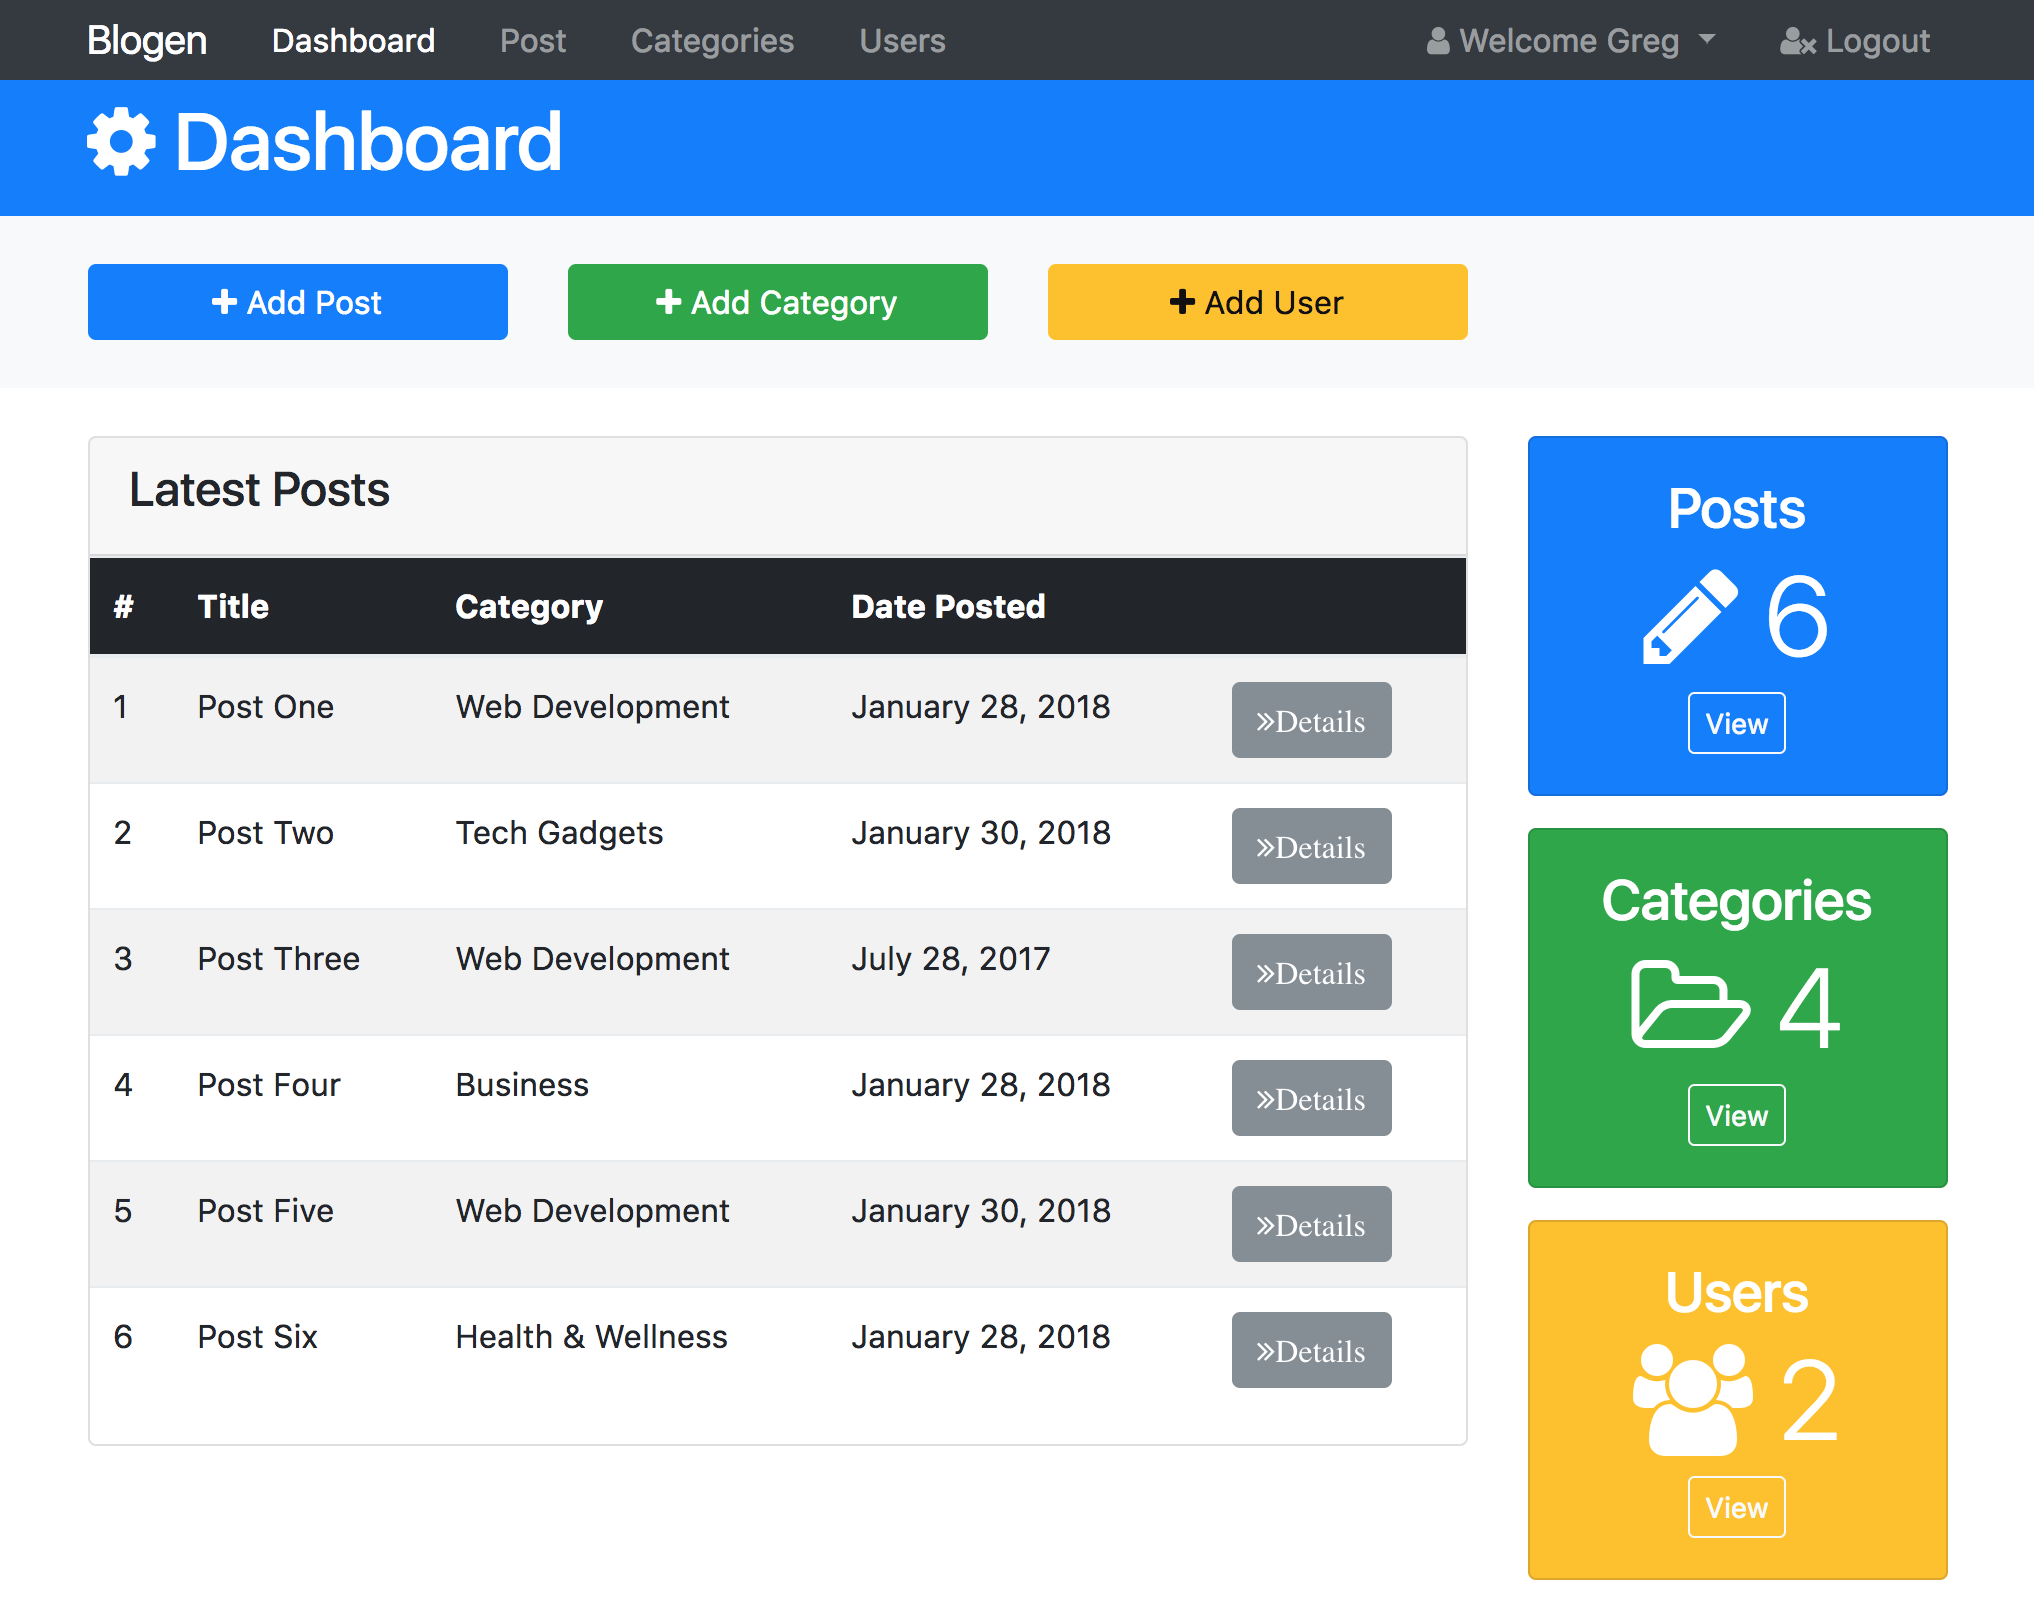 Blogen Dashboard Post Categories Users Welcome Greg Logout
Dashboard
Add Post Add Category Add User
Latest Posts
# Title Category Date Posted
1 Post One Web Development January 28, 2018 »Details
2 Post Two Tech Gadgets January 30, 2018 »Details
3 Post Three Web Development July 28, 2017 »Details
4 Post Four Business January 28, 2018 »Details
5 Post Five Web Development January 30, 2018 »Details
6 Post Six Health & Wellness January 28, 2018 »Details
Posts
6
View
Categories
4
View
Users
2
View